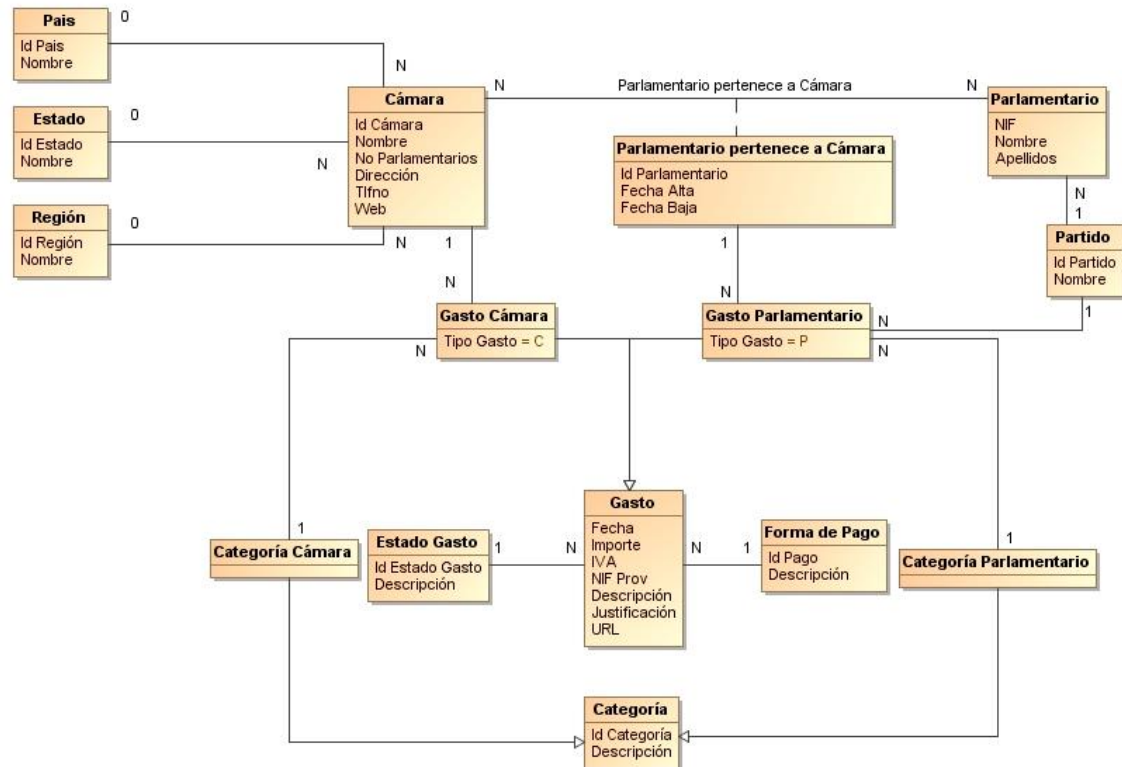 Pais
Id Pais
Nombre
0
N
Estado
Id Estado
Nombre
0
N
Región
Id Región
Nombre
0
N
Cámara
Id Cámara
Nombre
No Parlamentarios
Dirección
Tlfno
Web
N
Parlamentario pertenece a Cámara
N
Parlamentario
NIF
Nombre
Apellidos
Parlamentario pertenece a Cámara
Id Parlamentario
Fecha Alta
Fecha Baja
N
1
Partido
Id Partido
Nombre
1
1
N
1
N
Gasto Cámara
Tipo Gasto = C
N
Gasto Parlamentario
Tipo Gasto = P
N
N
1
Categoría Cámara
Estado Gasto
Id Estado Gasto
Descripción
1
N
Gasto
Fecha
Importe
IVA
NIF Prov
Descripción
Justificación
URL
N
1
Forma de Pago
Id Pago
Descripción
1
Categoría Parlamentario
Categoría
Id Categoría
Descripción